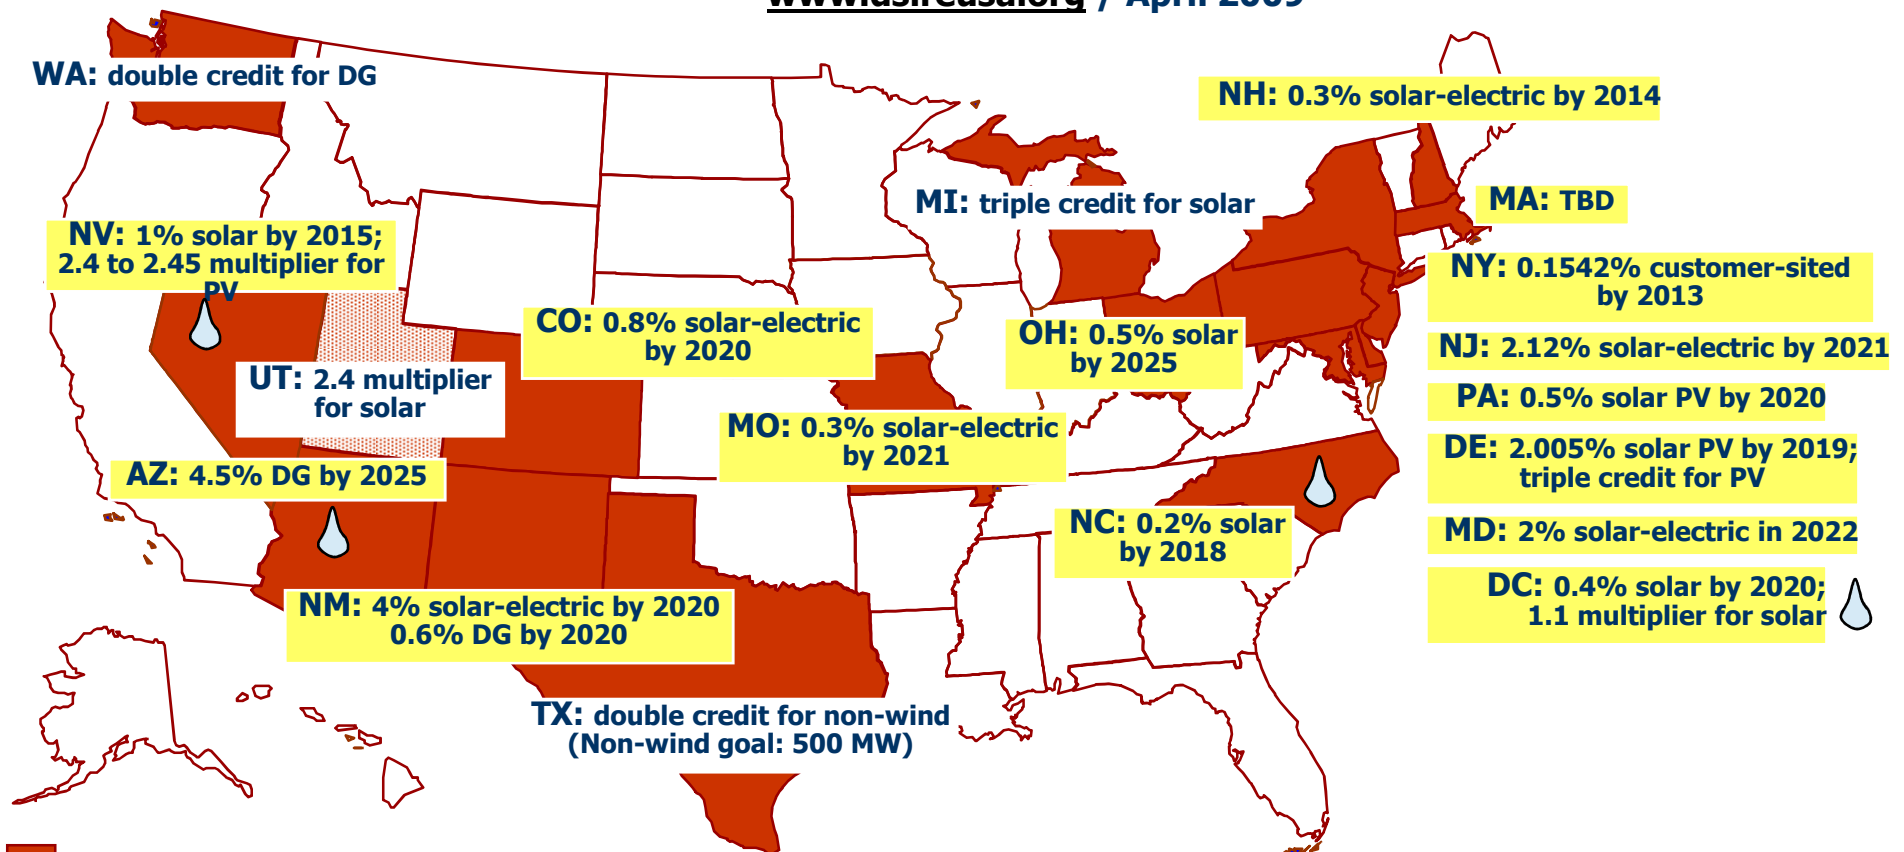 www.dsireusa.org / April 2009
WA: double credit for DG
NH: 0.3% solar-electric by 2014
MI: triple credit for solar
MA: TBD
NV: 1% solar by 2015;
2.4 to 2.45 multiplier for
PV
NY: 0.1542% customer-sited
by 2013
CO: 0.8% solar-electric
by 2020
OH: 0.5% solar
by 2025
NJ: 2.12% solar-electric by 2021
UT: 2.4 multiplier
for solar
PA: 0.5% solar PV by 2020
MO: 0.3% solar-electric
by 2021
DE: 2.005% solar PV by 2019;
triple credit for PV
AZ: 4.5% DG by 2025
NC: 0.2% solar
by 2018
MD: 2% solar-electric in 2022
NM: 4% solar-electric by 2020
0.6% DG by 2020
DC: 0.4% solar by 2020;
1.1 multiplier for solar
TX: double credit for non-wind
(Non-wind goal: 500 MW)